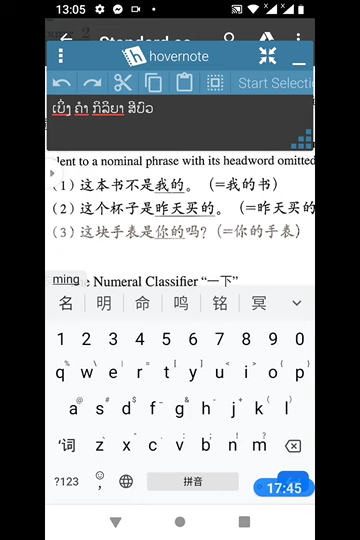 13:05
Standard
hovernote
Start Selectio
ເບິ່ງ ຄຳ ກິລິຍາ ສີບົວ
dent to a nominal phrase with its headword omitted
(1) 这本书不是我的。(=我的书)
(2) 这个杯子是昨天买的。(=昨天买的
(3) 这块手表是你的吗? (=你的手表)
ming
e Numeral Classifier “一下”
名 明 命 鸣 铭 冥
1 2 3 4 5 6 7 8 9 0
q w e r t y u i o p
a s d f g h j k l
'词 z x c v b n m
?123 拼音
17:45